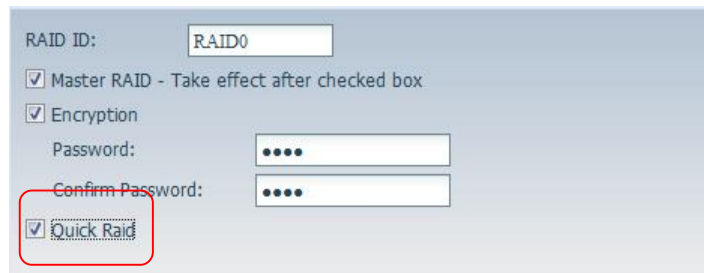 RAID ID: RAID0
Master RAID - Take effect after checked box
Encryption
Password: ●●●●
Confirm Password: ●●●●
Quick Raid